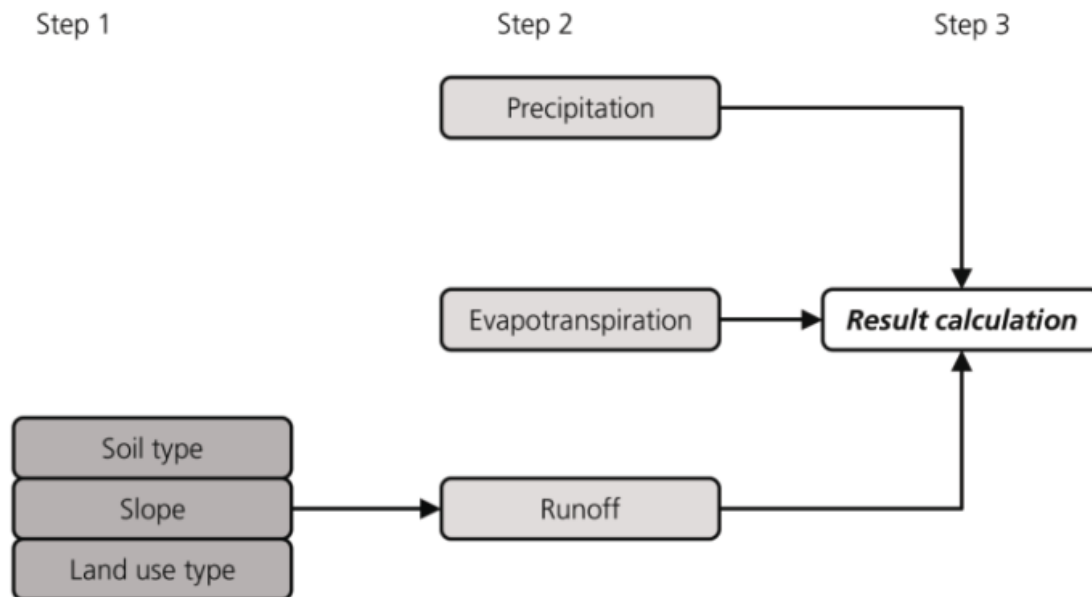 Step 1
Step 2
Step 3
Precipitation
Evapotranspiration
Result calculation
Soil type
Slope
Runoff
Land use type